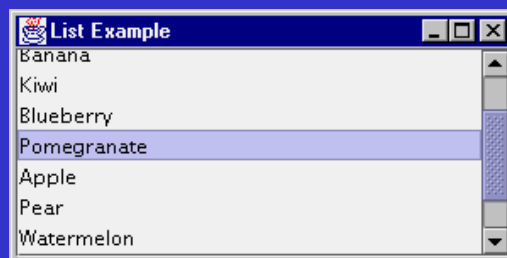 List Example
Banana
Kiwi
Blueberry
Pomegranate
Apple
Pear
Watermelon